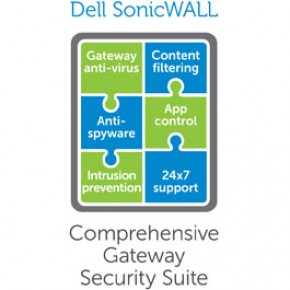 Dell SonicWALL
Gateway
anti-virus
Content
filtering
Anti-
spyware
App
control
Intrusion
prevention
24x7
support
Comprehensive
Gateway
Security Suite